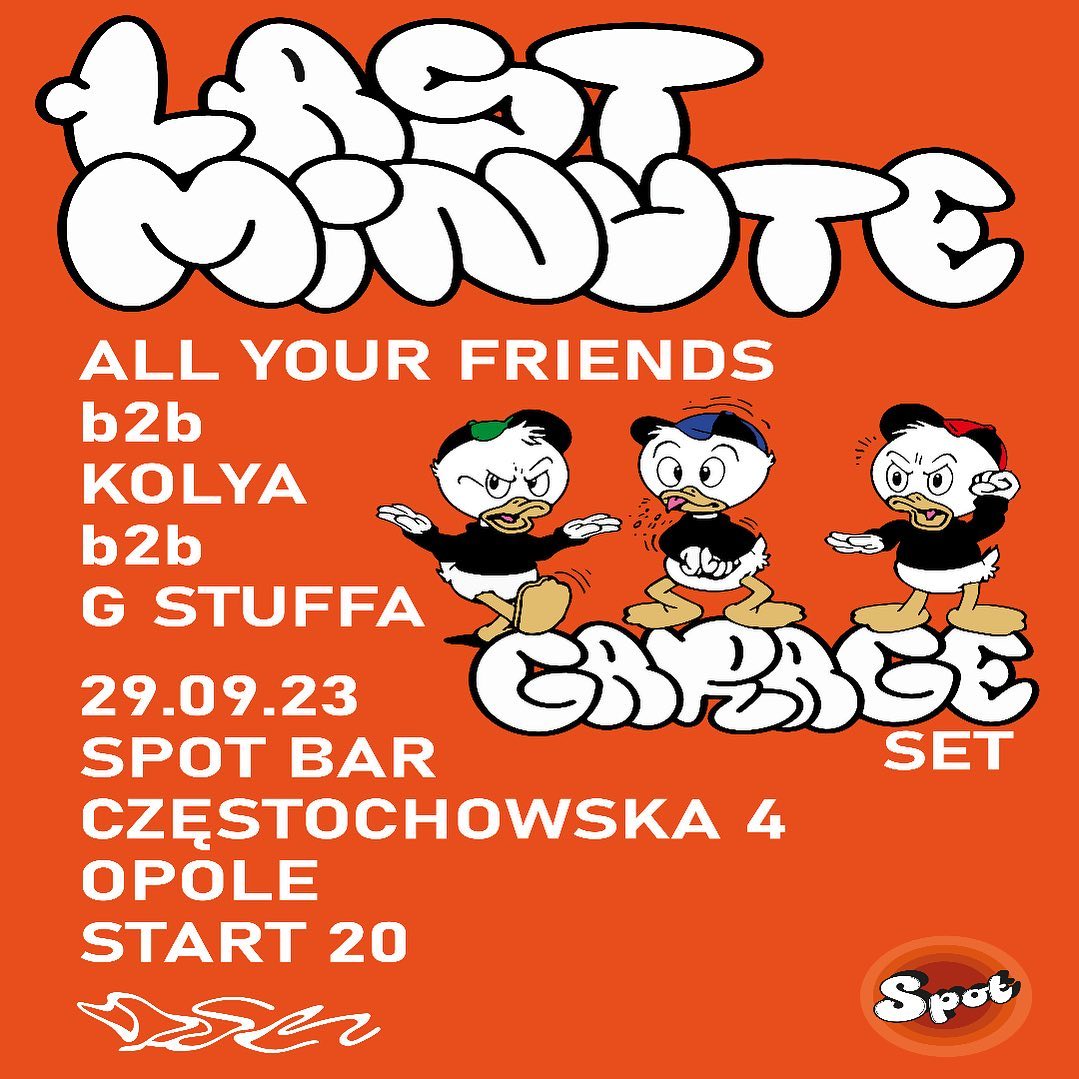 LAST
MiNUTE
ALL YOUR FRIENDS
b2b
KOLYA
b2b
G STUFFA
GARAGE
SET
29.09.23
SPOT BAR
CZĘSTOCHOWSKA 4
OPOLE
START 20
Spot